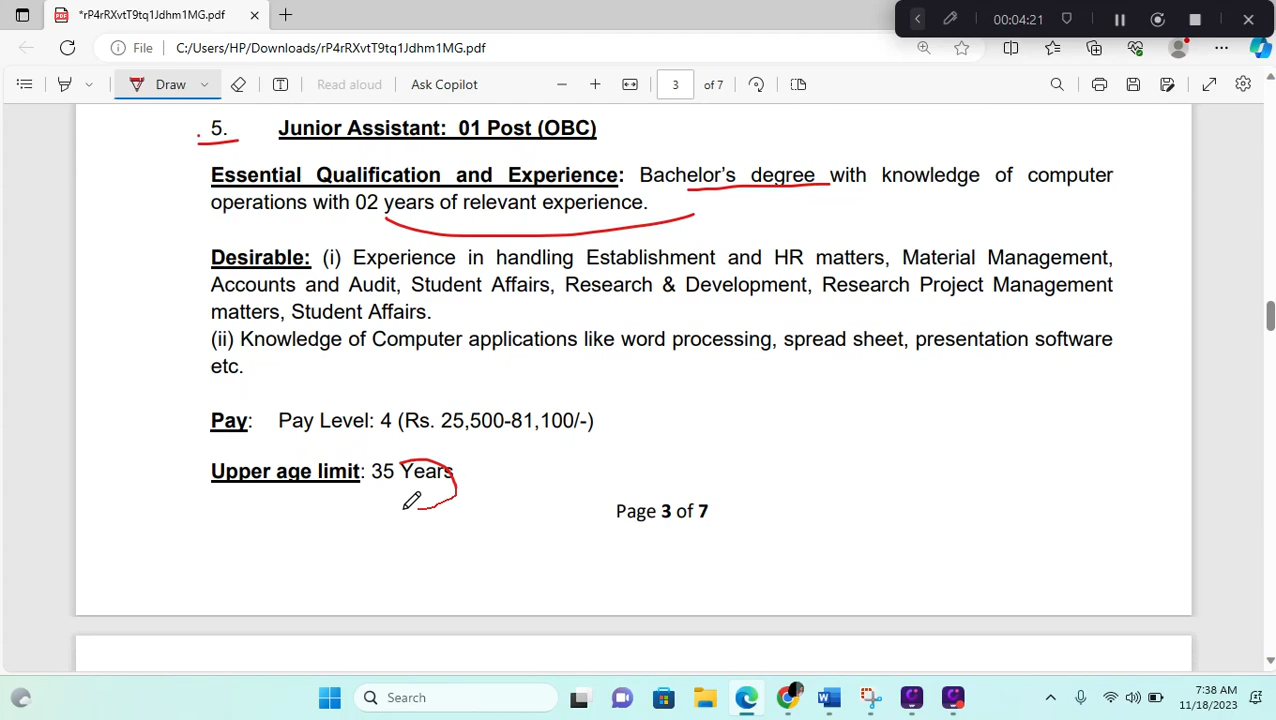 *rP4rRXvtT9tq1Jdhm1MG.pdf
00:04:21
File C:/Users/HP/Downloads/rP4rRXvtT9tq1Jdhm1MG.pdf
Draw Read aloud Ask Copilot 3 of 7
5. Junior Assistant: 01 Post (OBC)
Essential Qualification and Experience: Bachelor's degree with knowledge of computer
operations with 02 years of relevant experience.
Desirable: (i) Experience in handling Establishment and HR matters, Material Management,
Accounts and Audit, Student Affairs, Research & Development, Research Project Management
matters, Student Affairs.
(ii) Knowledge of Computer applications like word processing, spread sheet, presentation software
etc.
Pay: Pay Level: 4 (Rs. 25,500-81,100/-)
Upper age limit: 35 Years
Page 3 of 7
Search
7:38 AM
11/18/2023